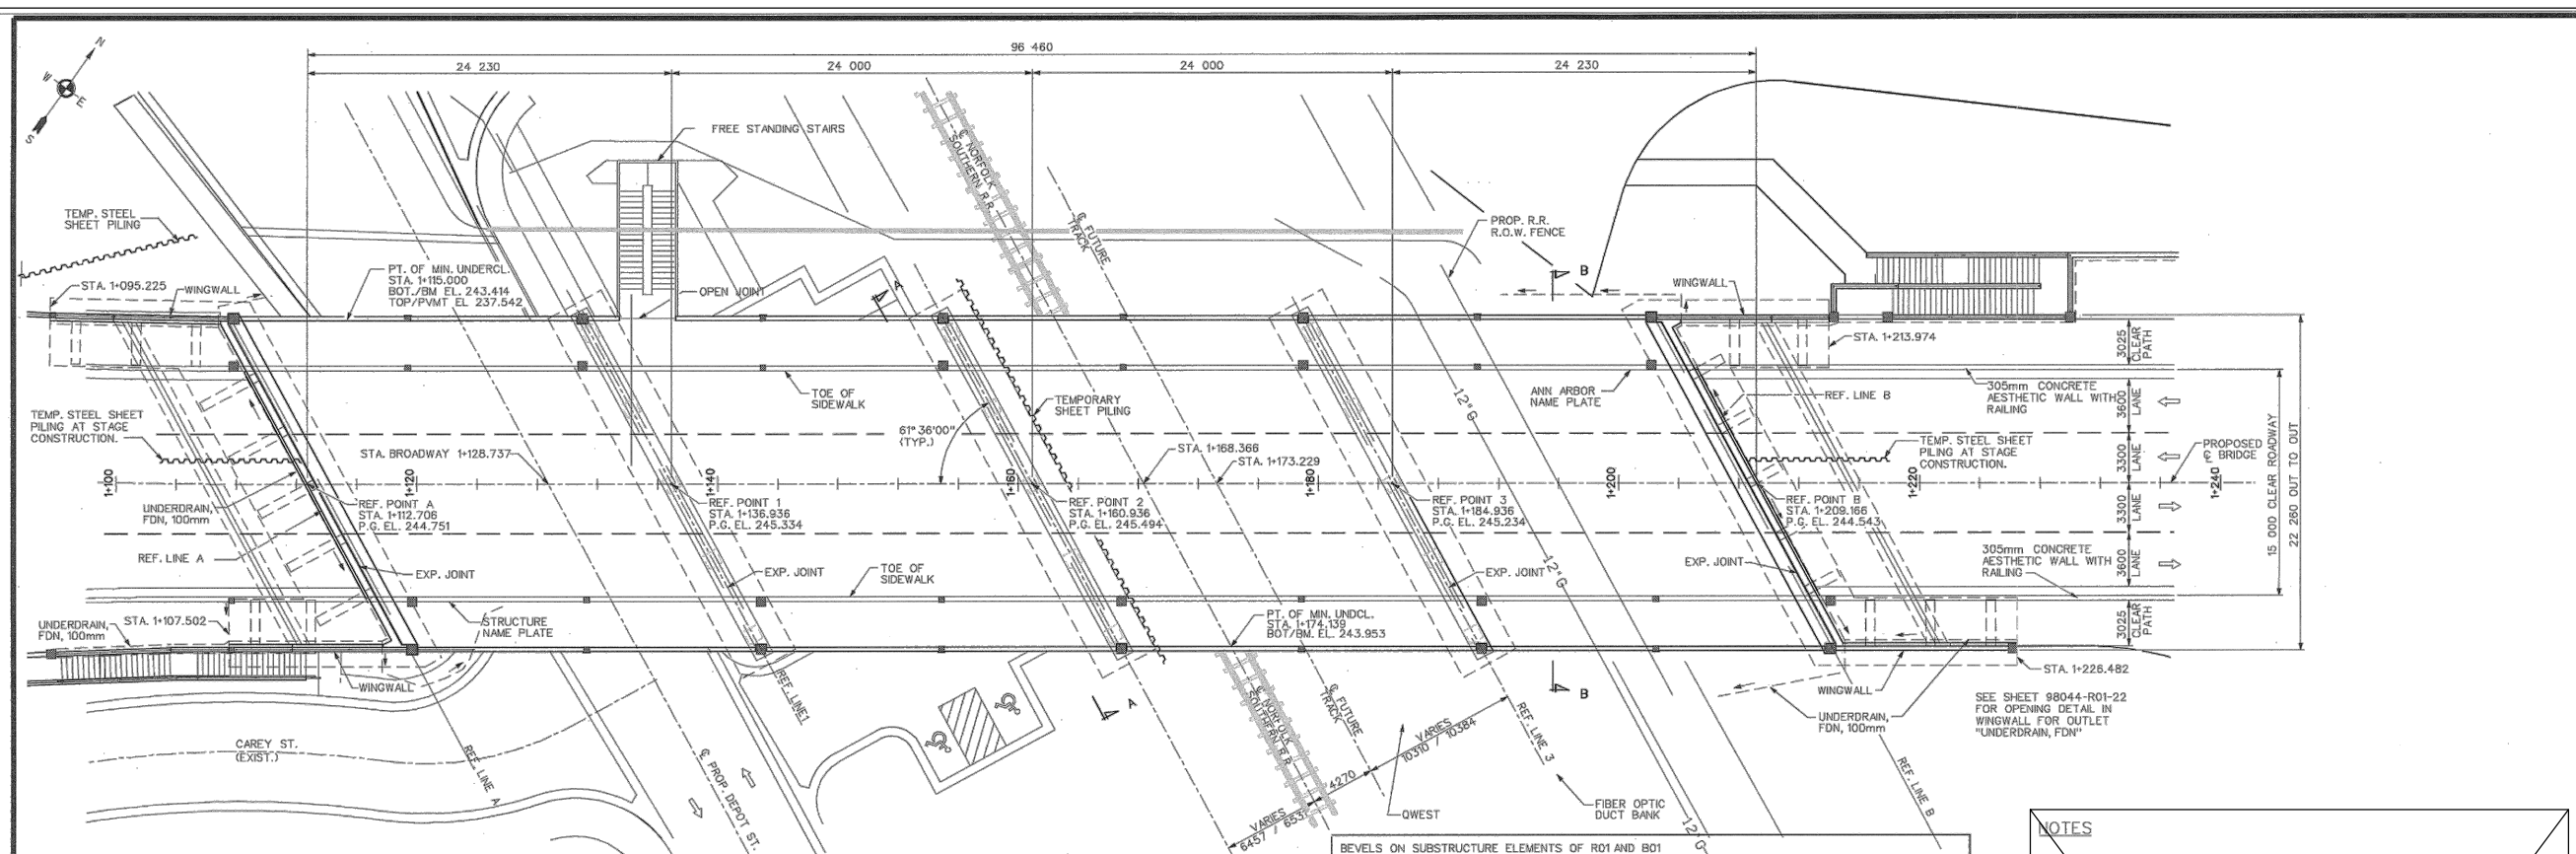 96 460
24 230
24 000
24 000
24 230
N
W
E
S
FREE STANDING STAIRS
℄ NORFOLK
SOUTHERN R.R.
℄ FUTURE
TRACK
PROP. R.R.
R.O.W. FENCE
TEMP. STEEL
SHEET PILING
B
PT. OF MIN. UNDERCL.
STA. 1+115.000
BOT./BM EL. 243.414
TOP/PVMT EL 237.542
STA. 1+095.225
WINGWALL
OPEN JOINT
A
WINGWALL
STA. 1+213.974
3025
CLEAR
PATH
TOE OF
SIDEWALK
ANN ARBOR
NAME PLATE
305mm CONCRETE
AESTHETIC WALL WITH
RAILING
REF. LINE B
3600
LANE
TEMP. STEEL SHEET
PILING AT STAGE
CONSTRUCTION.
TEMPORARY
SHEET PILING
12"G
61° 36'00"
(TYP.)
STA. BROADWAY 1+128.737
STA. 1+168.366
STA. 1+173.229
TEMP. STEEL SHEET
PILING AT STAGE
CONSTRUCTION.
3300
LANE
PROPOSED
℄ BRIDGE
1+100
1+120
1+140
1+160
1+180
1+200
1+220
1+240
UNDERDRAIN,
FDN, 100mm
REF. POINT A
STA. 1+112.706
P.G. EL. 244.751
REF. POINT 1
STA. 1+136.936
P.G. EL. 245.334
REF. POINT 2
STA. 1+160.936
P.G. EL. 245.494
REF. POINT 3
STA. 1+184.936
P.G. EL. 245.234
REF. POINT B
STA. 1+209.166
P.G. EL. 244.543
3300
LANE
15 000 CLEAR ROADWAY
22 260 OUT TO OUT
REF. LINE A
EXP. JOINT
EXP. JOINT
TOE OF
SIDEWALK
EXP. JOINT
12"G
EXP. JOINT
305mm CONCRETE
AESTHETIC WALL WITH
RAILING
3600
LANE
UNDERDRAIN,
FDN, 100mm
STA. 1+107.502
STRUCTURE
NAME PLATE
PT. OF MIN. UNDCL.
STA. 1+174.139
BOT/BM. EL. 243.953
3025
CLEAR
PATH
WINGWALL
REF. LINE1
A
B
WINGWALL
STA. 1+226.482
UNDERDRAIN,
FDN, 100mm
SEE SHEET 98044-R01-22
FOR OPENING DETAIL IN
WINGWALL FOR OUTLET
"UNDERDRAIN, FDN"
CAREY ST.
(EXIST.)
REF. LINE A
℄ PROP. DEPOT ST.
℄ NORFOLK
SOUTHERN R.R.
℄ FUTURE
TRACK
VARIES
10310 / 10384
4270
VARIES
6457 /
REF. LINE 3
REF. LINE B
QWEST
FIBER OPTIC
DUCT BANK
12"G
BEVELS ON SUBSTRUCTURE ELEMENTS OF R01 AND B01
NOTES